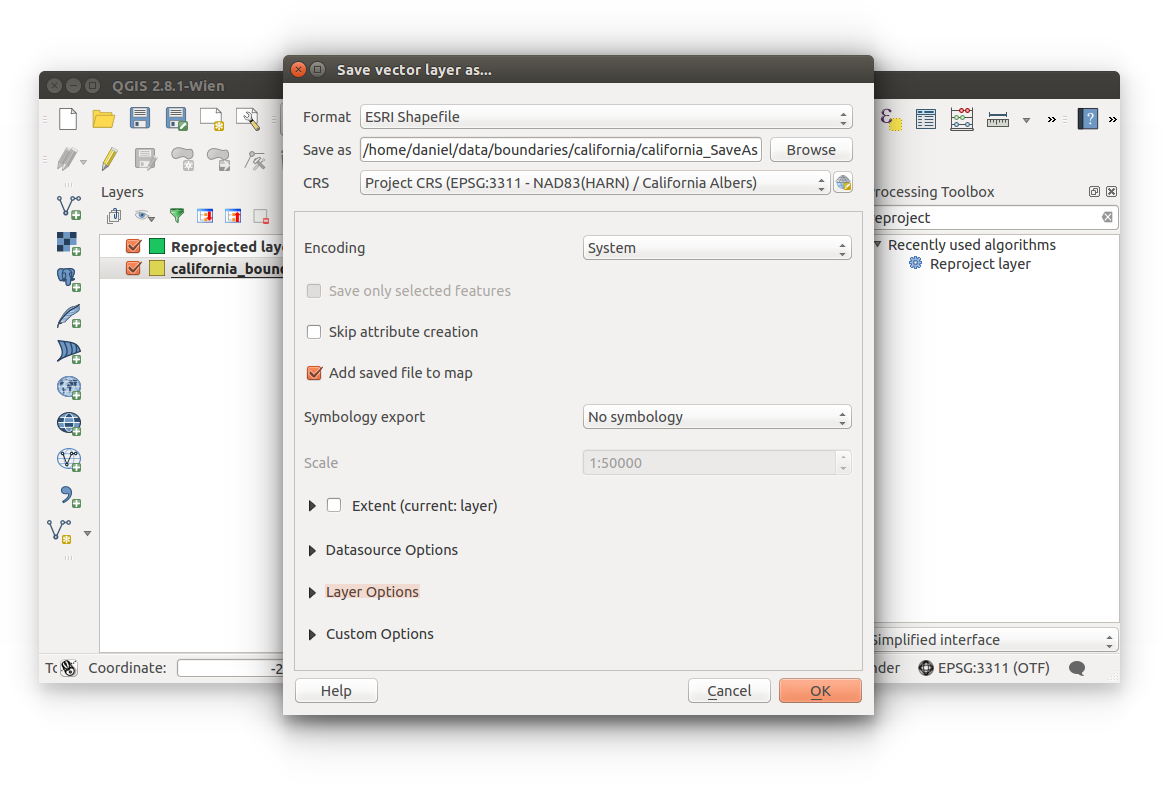 Save vector layer as...
QGIS 2.8.1-Wien
Format ESRI Shapefile
Save as /home/daniel/data/boundaries/california/california_SaveAs Browse
CRS Project CRS (EPSG:3311 - NAD83(HARN) / California Albers)
Layers
Reprojected laye
california_boun
Encoding System
Save only selected features
Skip attribute creation
Add saved file to map
Symbology export No symbology
Scale 1:50000
Extent (current: layer)
Datasource Options
Layer Options
Custom Options
Help Cancel OK
rocessing Toolbox
eproject
Recently used algorithms
Reproject layer
Simplified interface
Coordinate: -2
nder EPSG:3311 (OTF)